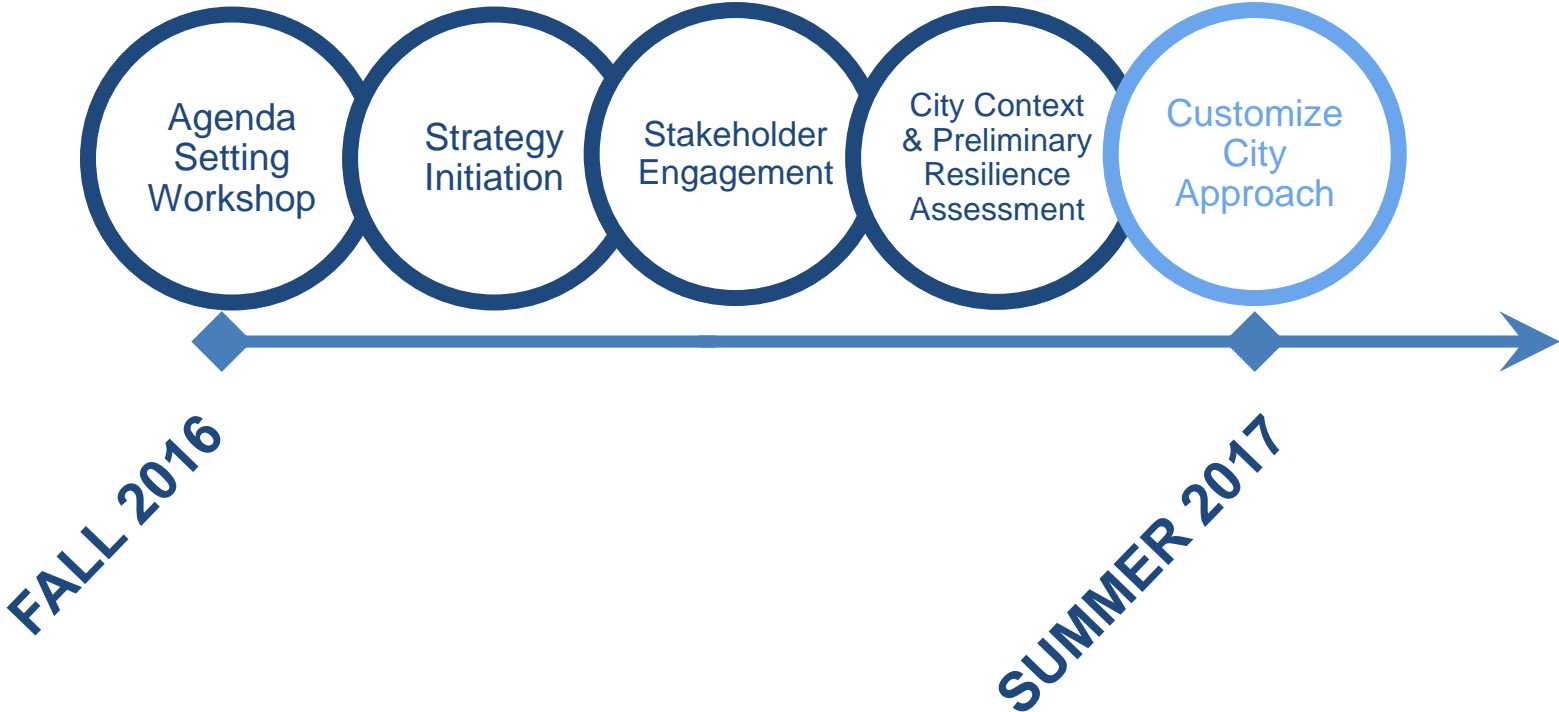 Agenda
Setting
Workshop
Strategy
Initiation
Stakeholder
Engagement
City Context
& Preliminary
Resilience
Assessment
Customize
City
Approach
FALL 2016
SUMMER 2017